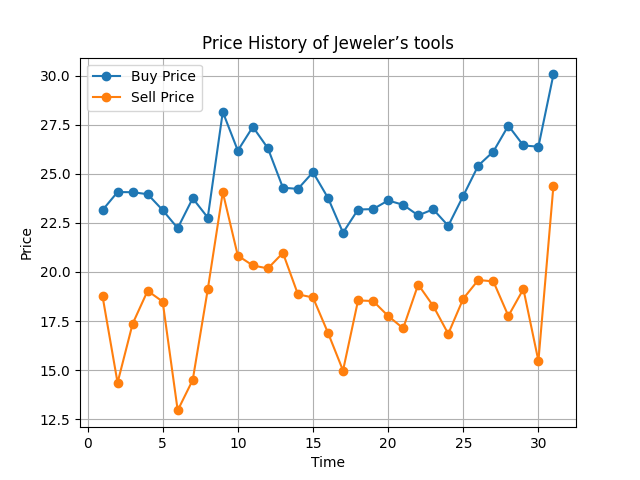 Price History of Jeweler’s tools
Buy Price
Sell Price
30.0
27.5
25.0
22.5
20.0
17.5
15.0
12.5
Price
0 5 10 15 20 25 30
Time